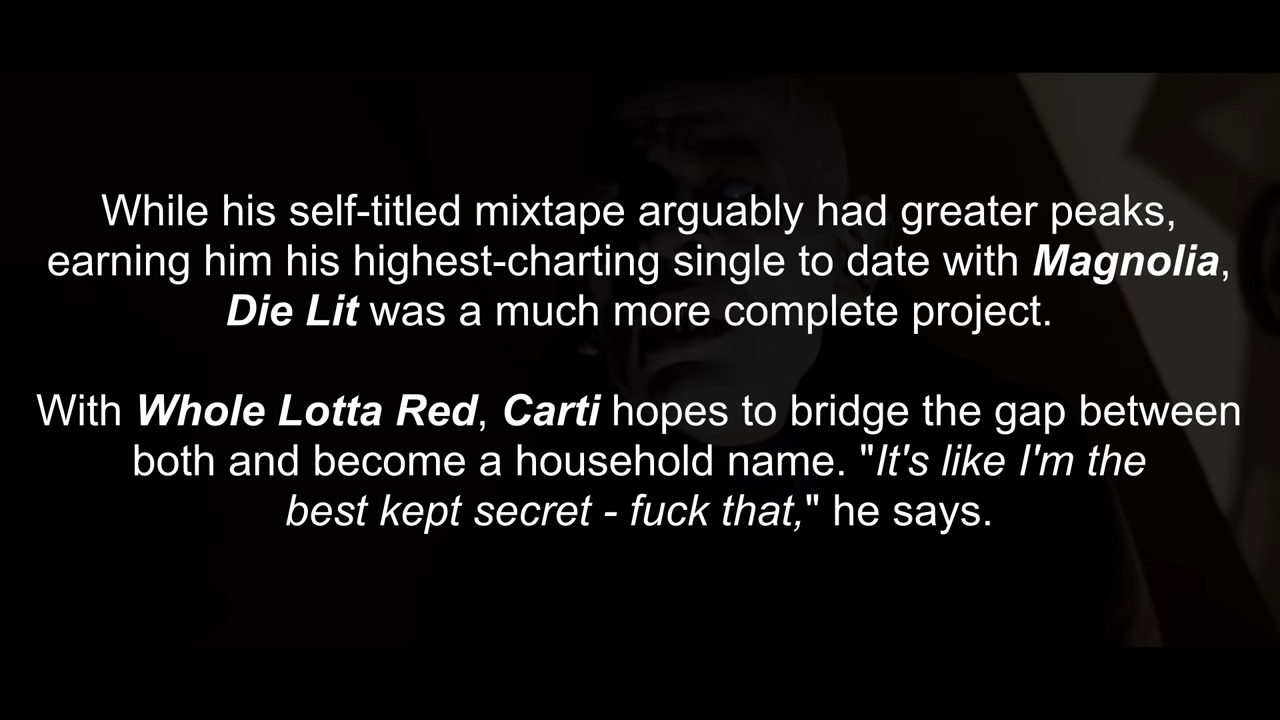 While his self-titled mixtape arguably had greater peaks,
earning him his highest-charting single to date with Magnolia,
Die Lit was a much more complete project.
With Whole Lotta Red, Carti hopes to bridge the gap between
both and become a household name. "It's like I'm the
best kept secret - fuck that," he says.